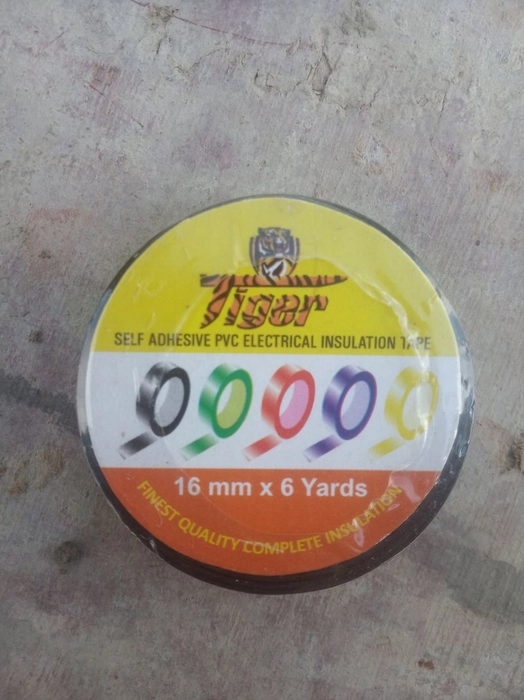 Tiger
SELF ADHESIVE PVC ELECTRICAL INSULATION TAPE
16 mm x 6 Yards
FINEST QUALITY COMPLETE INSULATION